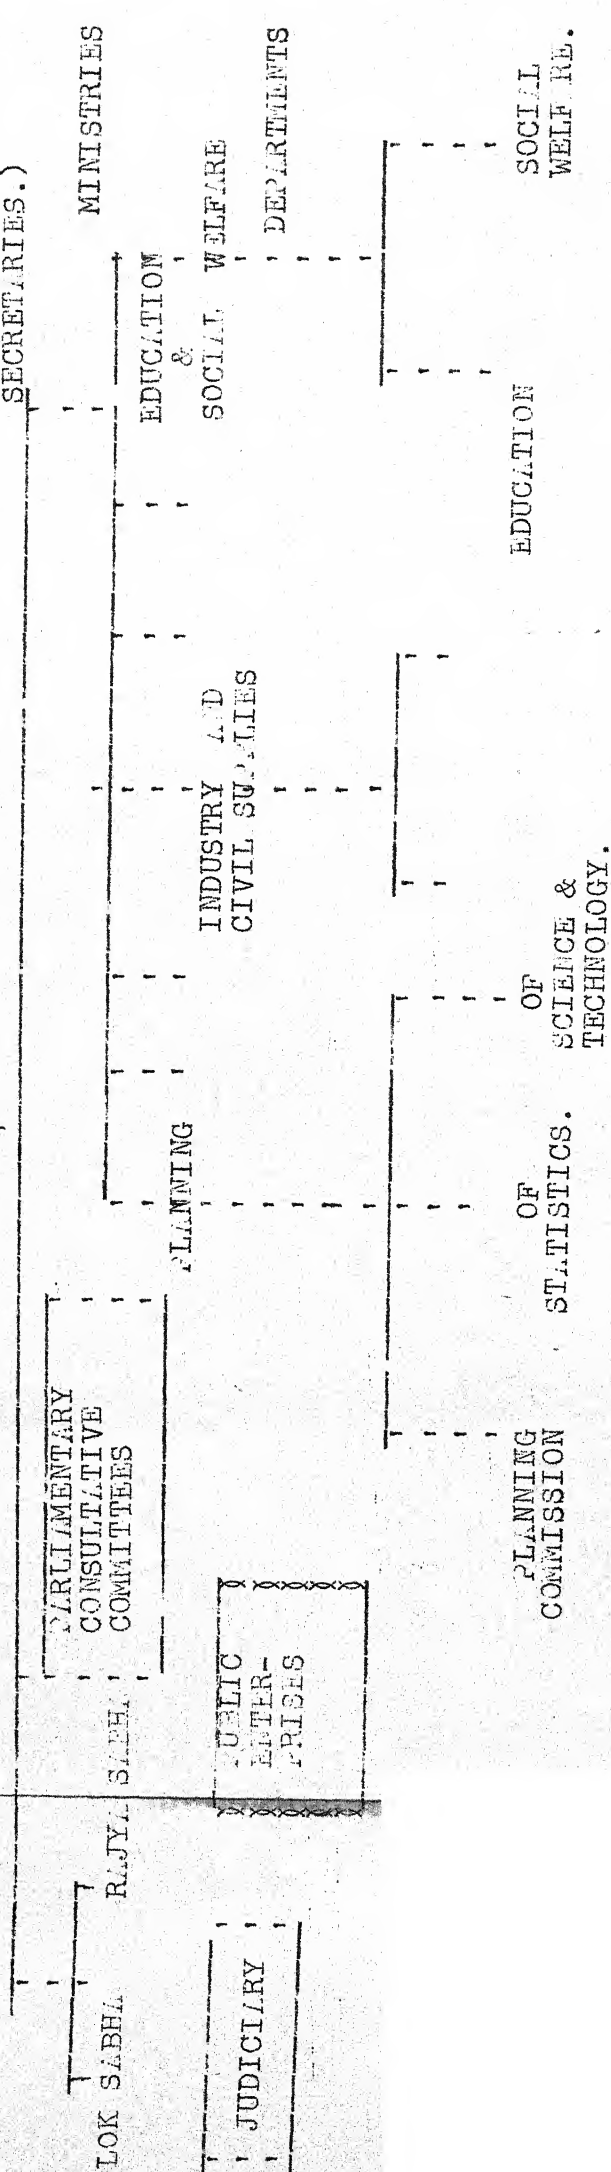 SECRETARIES.)
MINISTRIES
LOK SABHA
RAJYA SABHA
PARLIAMENTARY
CONSULTATIVE
COMMITTEES
PLANNING
INDUSTRY AND
CIVIL SUPPLIES
EDUCATION
&
SOCIAL WELFARE
DEPARTMENTS
JUDICIARY
PUBLIC
ENTER-
PRISES
PLANNING
COMMISSION
OF
STATISTICS.
OF
SCIENCE &
TECHNOLOGY.
EDUCATION
SOCIAL
WELFARE.